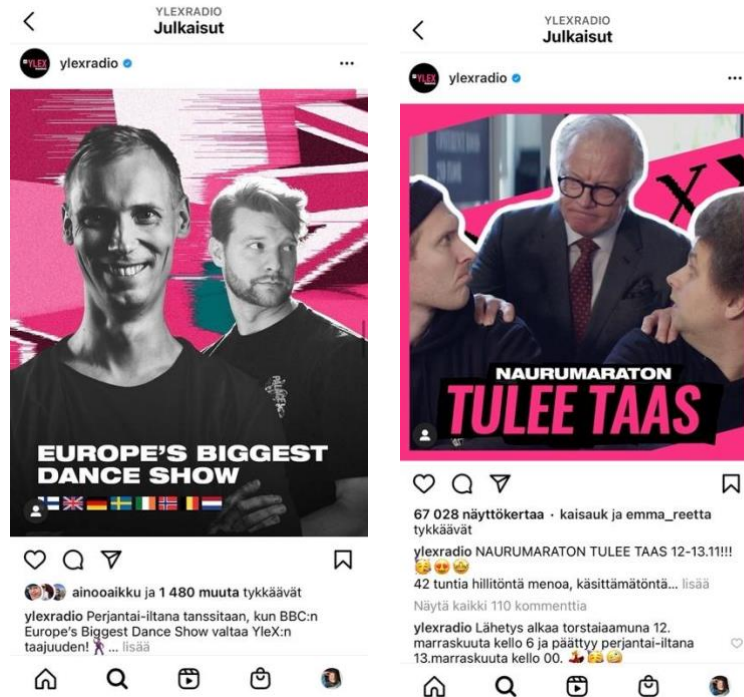 YLEXRADIO
Julkaisut
YLEX
ylexradio
EUROPE'S BIGGEST
DANCE SHOW
ainooaikku ja 1 480 muuta tykkäävät
ylexradio Perjantai-iltana tanssitaan, kun BBC:n
Europe's Biggest Dance Show valtaa YleX:n
taajuuden! 🕺 ... lisää
YLEXRADIO
Julkaisut
YLEX
ylexradio
NAURUMARATON
TULEE TAAS
67 028 näyttökertaa · kaisauk ja emma_reetta
tykkäävät
ylexradio NAURUMARATON TULEE TAAS 12-13.11!!!
🥳😍🤩
42 tuntia hillitöntä menoa, käsittämätöntä... lisää
Näytä kaikki 110 kommenttia
ylexradio Lähetys alkaa torstaiaamuna 12.
marraskuuta kello 6 ja päättyy perjantai-iltana
13.marraskuuta kello 00.